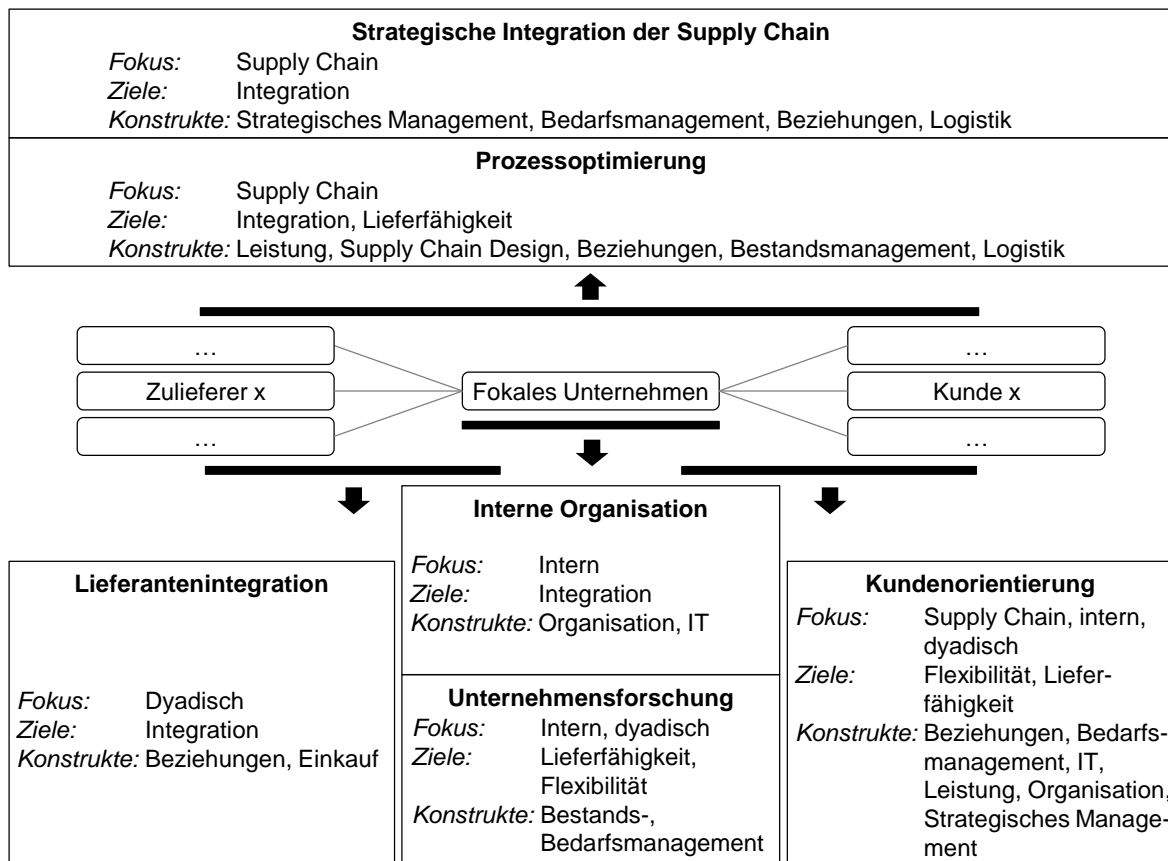 Strategische Integration der Supply Chain
Fokus: Supply Chain
Ziele: Integration
Konstrukte: Strategisches Management, Bedarfsmanagement, Beziehungen, Logistik
Prozessoptimierung
Fokus: Supply Chain
Ziele: Integration, Lieferfähigkeit
Konstrukte: Leistung, Supply Chain Design, Beziehungen, Bestandsmanagement, Logistik
…
Zulieferer x
…
Fokales Unternehmen
…
Kunde x
…
Lieferantenintegration
Fokus: Dyadisch
Ziele: Integration
Konstrukte: Beziehungen, Einkauf
Interne Organisation
Fokus: Intern
Ziele: Integration
Konstrukte: Organisation, IT
Unternehmensforschung
Fokus: Intern, dyadisch
Ziele: Lieferfähigkeit,
Flexibilität
Konstrukte: Bestands-,
Bedarfsmanagement
Kundenorientierung
Fokus: Supply Chain, intern,
dyadisch
Ziele: Flexibilität, Liefer-
fähigkeit
Konstrukte: Beziehungen, Bedarfs-
management, IT,
Leistung, Organisation,
Strategisches Manage-
ment